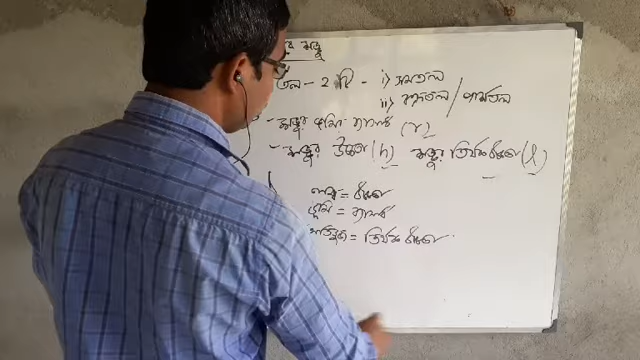 শঙ্কু
তল - 2 টি - i) সমতল
ii) বক্রতল / পার্শ্বতল
শঙ্কুর ভূমির ব্যাসার্ধ (r)
- শঙ্কুর উচ্চতা (h) শঙ্কুর তির্যক উচ্চতা (l)
লম্ব = উচ্চতা
ভূমি = ব্যাসার্ধ
অতিভুজ = তির্যক উচ্চতা